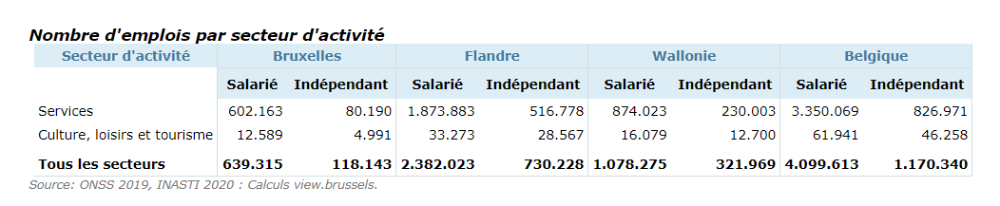 Nombre d'emplois par secteur d'activité
Secteur d'activité Bruxelles Flandre Wallonie Belgique
Salarié Indépendant Salarié Indépendant Salarié Indépendant Salarié Indépendant
Services 602.163 80.190 1.873.883 516.778 874.023 230.003 3.350.069 826.971
Culture, loisirs et tourisme 12.589 4.991 33.273 28.567 16.079 12.700 61.941 46.258
Tous les secteurs 639.315 118.143 2.382.023 730.228 1.078.275 321.969 4.099.613 1.170.340
Source: ONSS 2019, INASTI 2020 : Calculs view.brussels.